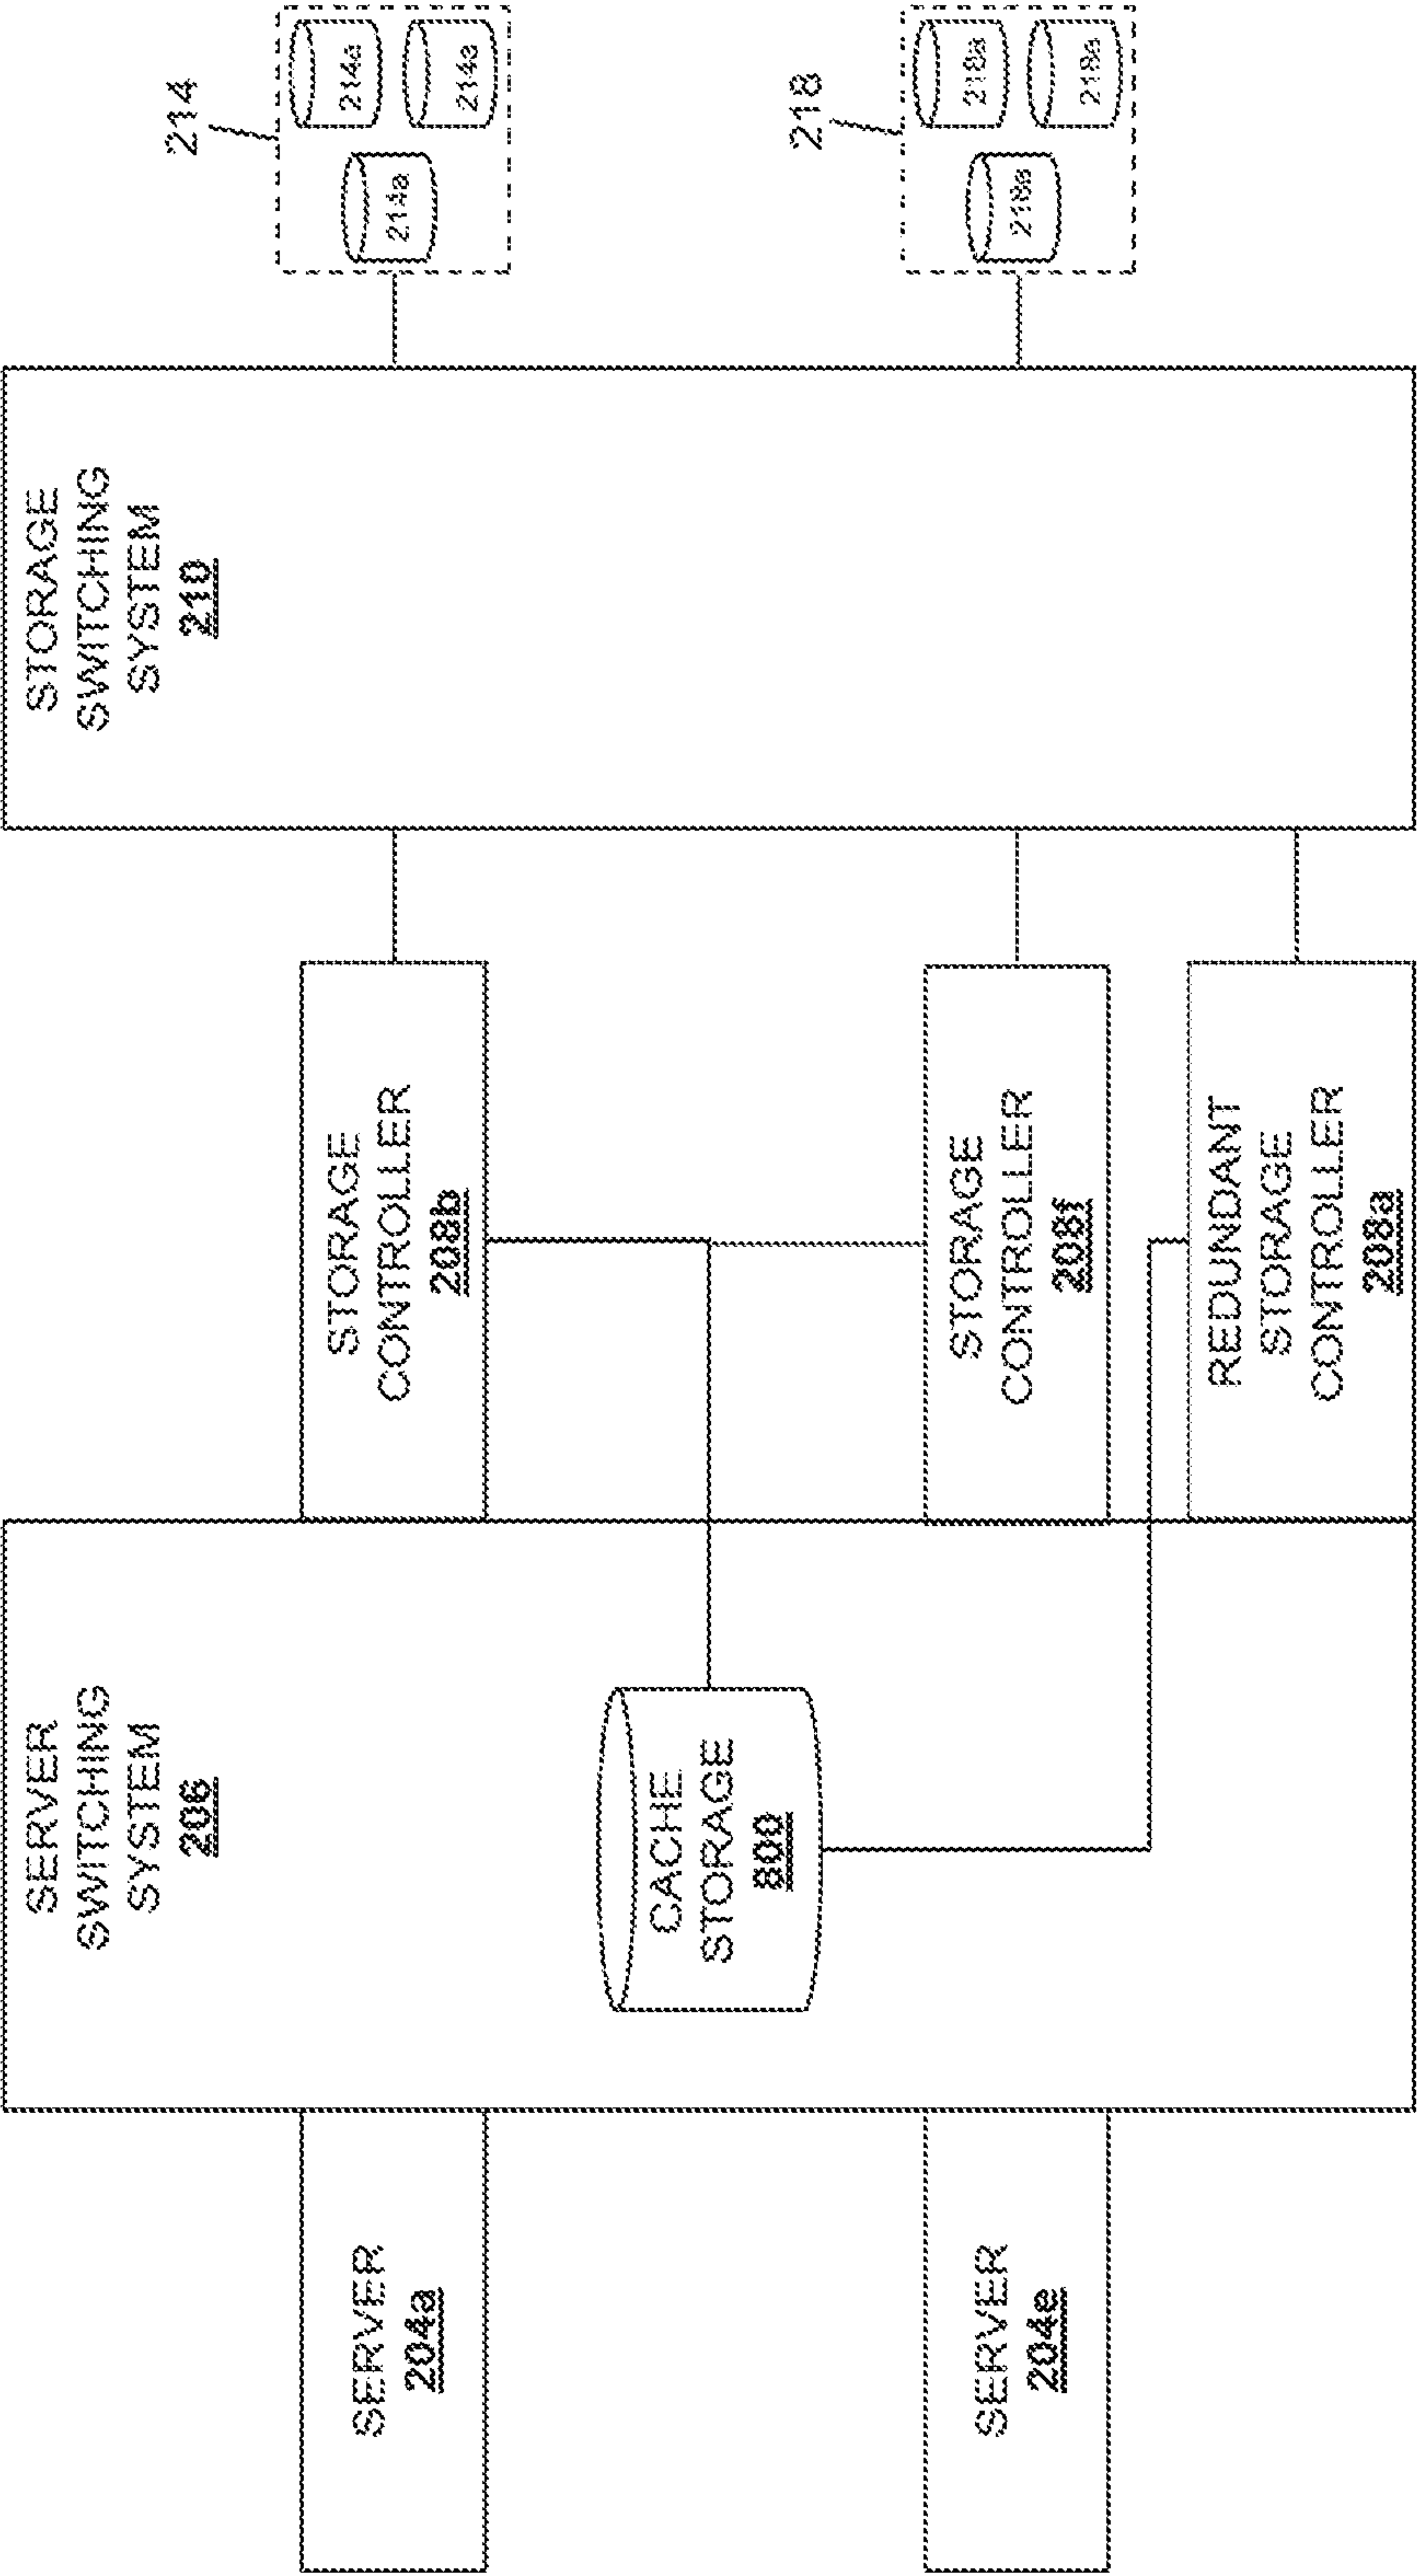 SERVER
SWITCHING
SYSTEM
206
STORAGE
SWITCHING
SYSTEM
210
214
214a
214a
214a
SERVER
204a
STORAGE
CONTROLLER
208b
CACHE
STORAGE
800
218
218a
218a
218a
SERVER
204e
STORAGE
CONTROLLER
208f
REDUNDANT
STORAGE
CONTROLLER
208a